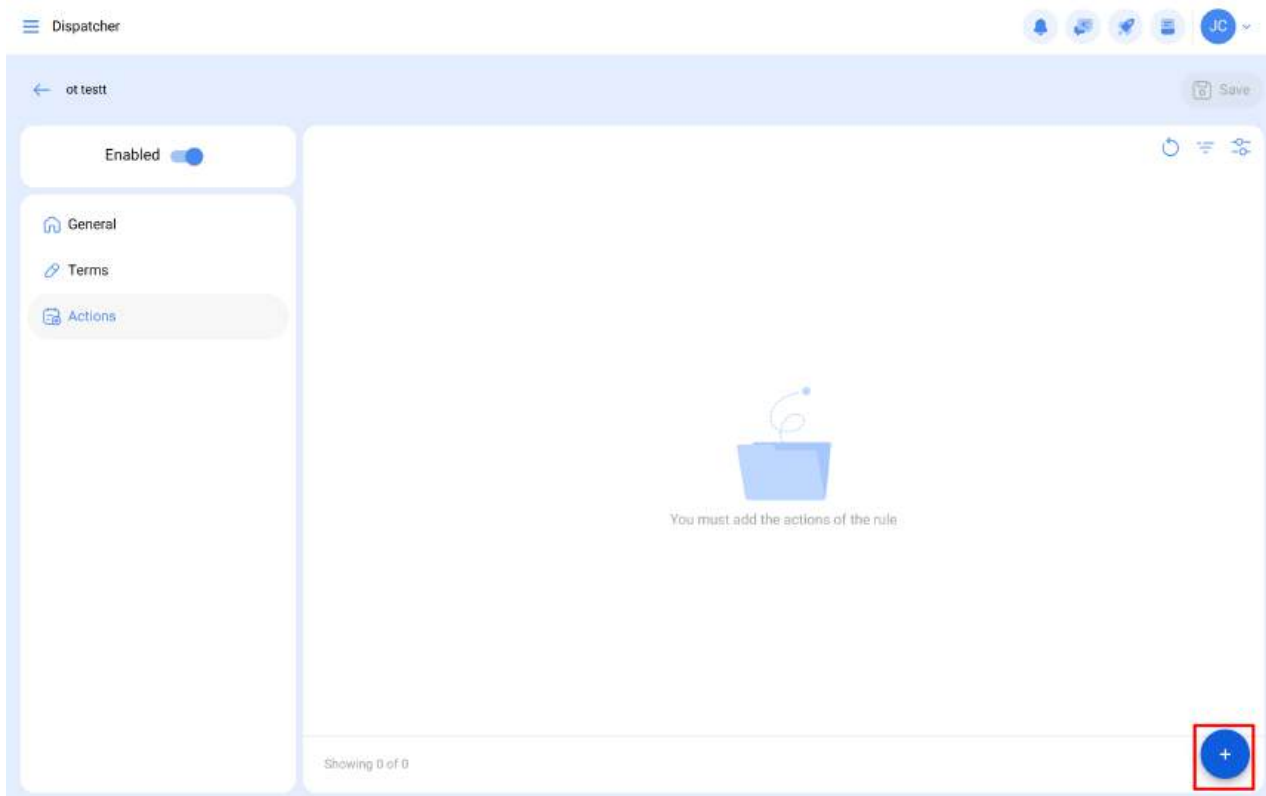 Dispatcher
JC
ot testt
Save
Enabled
General
Terms
Actions
You must add the actions of the rule
Showing 0 of 0
+